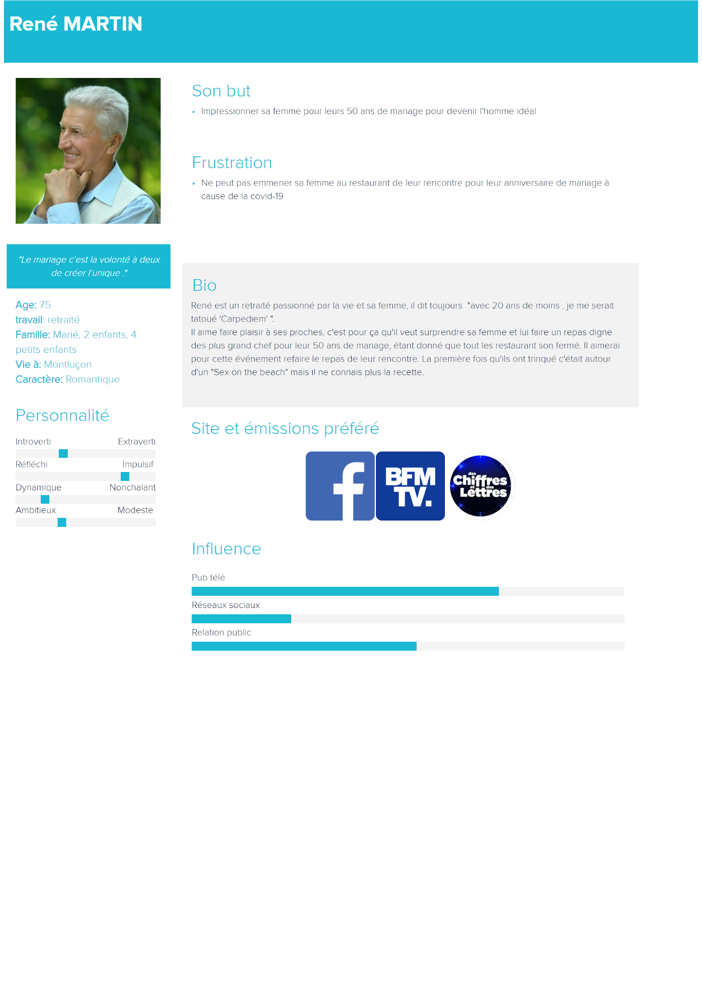 René MARTIN
Son but
• Impressionner sa femme pour leurs 50 ans de mariage pour devenir l'homme idéal
Frustration
• Ne peut pas emmener sa femme au restaurant de leur rencontre pour leur anniversaire de mariage à
cause de la covid-19
"Le mariage c’est la volonté à deux
de créer l’unique ."
Age: 75
travail: retraité
Famille: Marié, 2 enfants, 4
petits enfants
Vie à: Montluçon
Caractère: Romantique
Personnalité
Introverti Extraverti
Réfléchi Impulsif
Dynamique Nonchalant
Ambitieux Modeste
Bio
René est un retraité passionné par la vie et sa femme, il dit toujours  "avec 20 ans de moins , je me serait
tatoué 'Carpediem' ".
Il aime faire plaisir à ses proches, c'est pour ça qu'il veut surprendre sa femme et lui faire un repas digne
des plus grand chef pour leur 50 ans de mariage, étant donné que tout les restaurant son fermé. Il aimerai
pour cette événement refaire le repas de leur rencontre. La première fois qu'ils ont trinqué c'était autour
d'un "Sex on the beach" mais il ne connais plus la recette.
Site et émissions préféré
f
BFM
TV.
des
Chiffres
et des
Lettres
Influence
Pub télé
Réseaux sociaux
Relation public